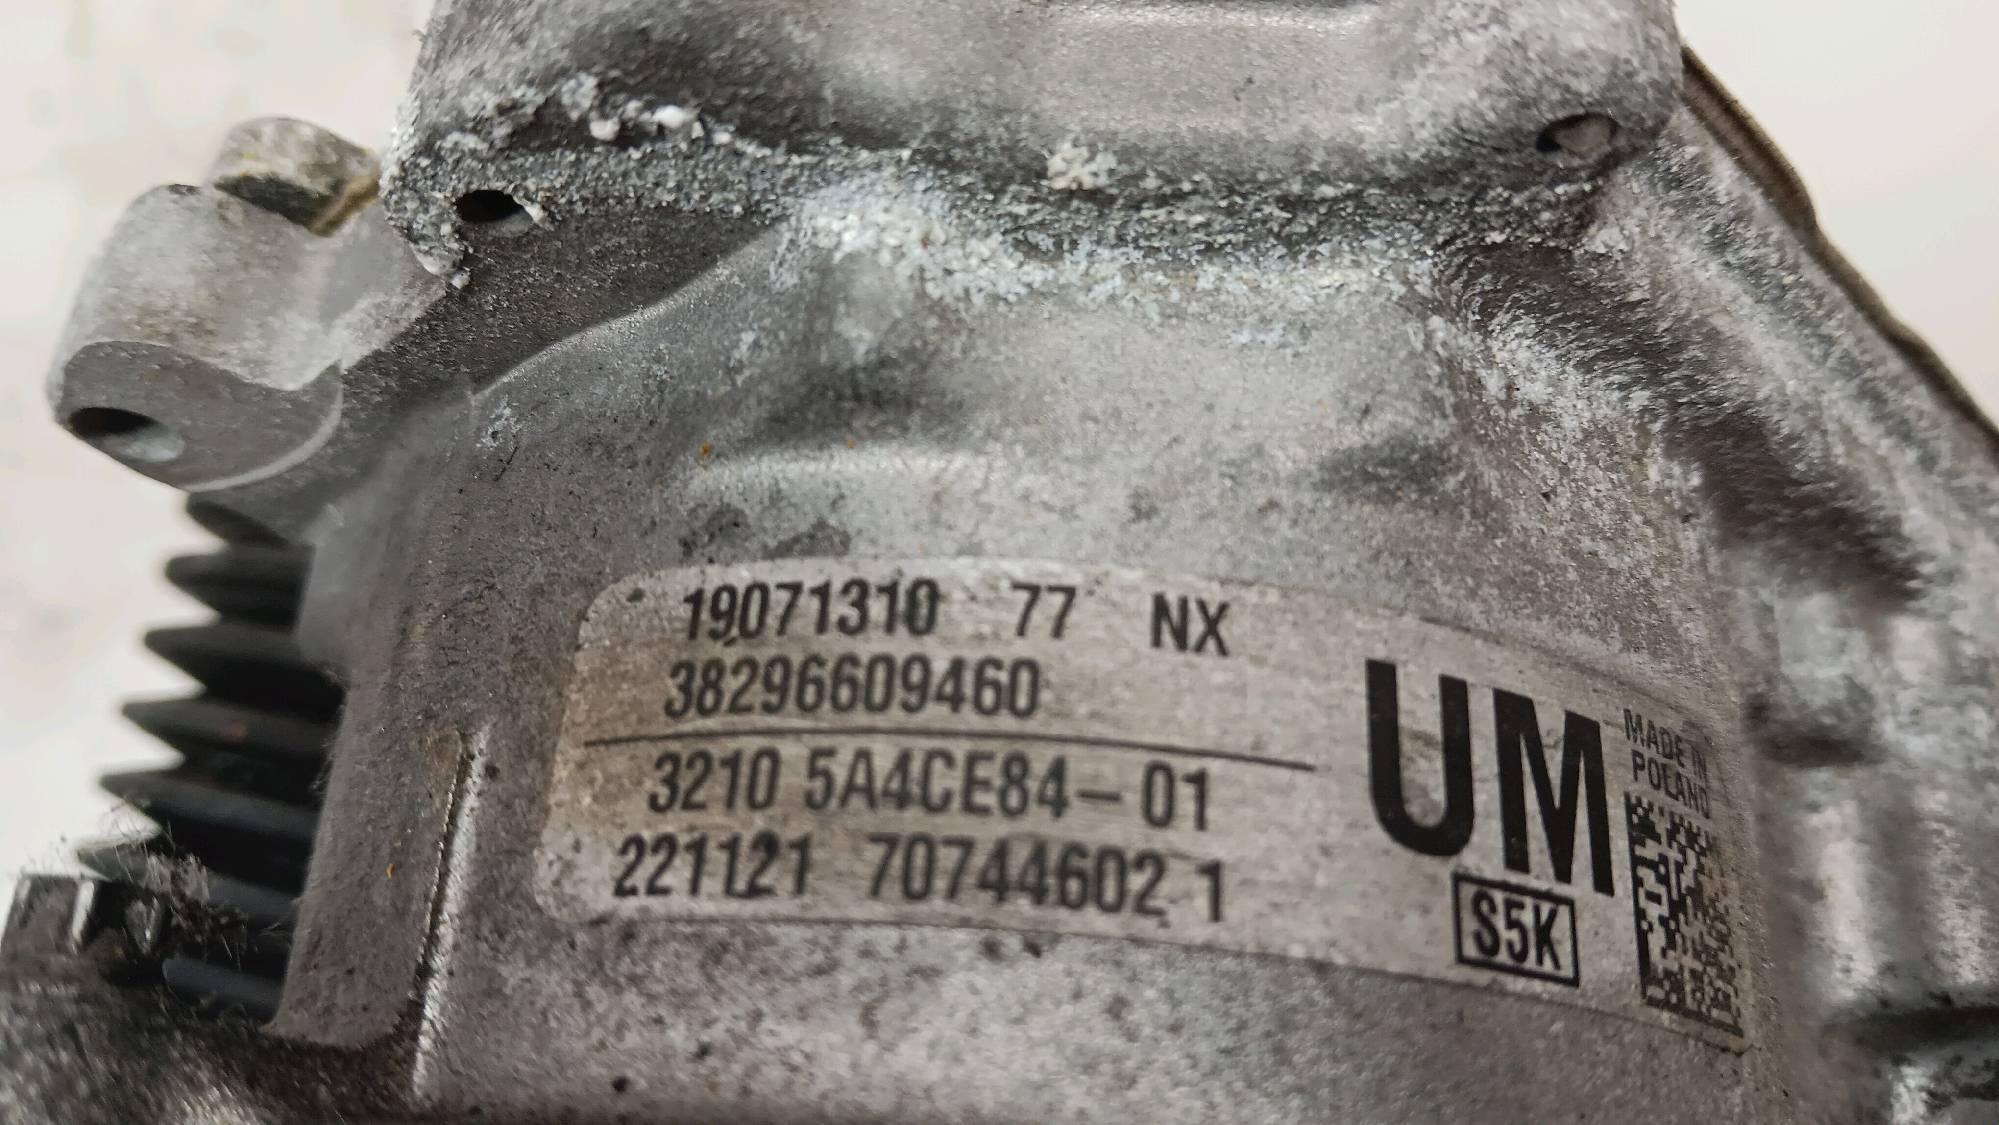 19071310 77 NX
38296609460
3210 5A4CE84-01
221121 70744602 1
UM
S5K
MADE IN
POLAND